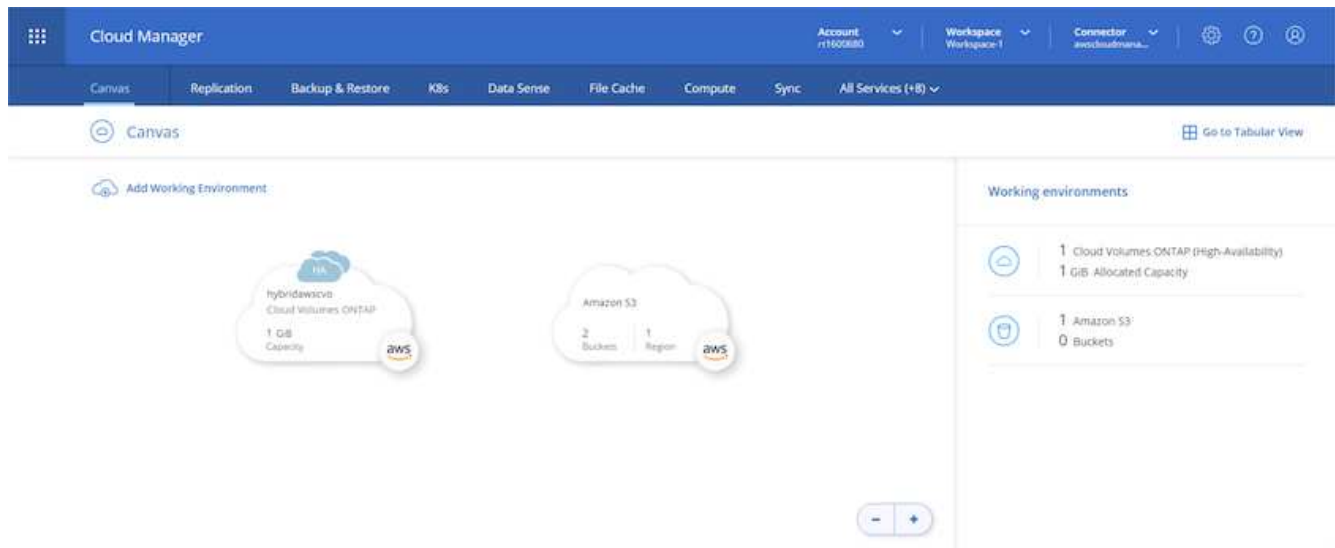 Cloud Manager
Account
rt1600680
Workspace
Workspace-1
Connector
awscloudmana...
Canvas
Replication
Backup & Restore
K8s
Data Sense
File Cache
Compute
Sync
All Services (+8)
Canvas
Go to Tabular View
Add Working Environment
Working environments
HA
hybridawscvo
Cloud Volumes ONTAP
1 GiB
Capacity
aws
Amazon S3
2
Buckets
1
Region
aws
1 Cloud Volumes ONTAP (High-Availability)
1 GiB Allocated Capacity
1 Amazon S3
0 Buckets